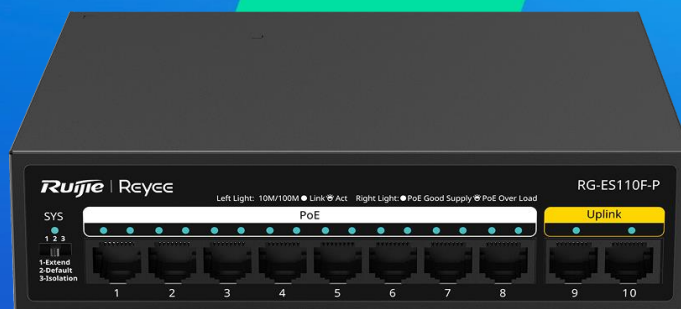 Ruijie | Reyee
RG-ES110F-P
Left Light: 10M/100M ● Link ※ Act Right Light: ● PoE Good Supply ※ PoE Over Load
SYS
PoE
Uplink
1 2 3
1-Extend
2-Default
3-Isolation
1 2 3 4 5 6 7 8 9 10